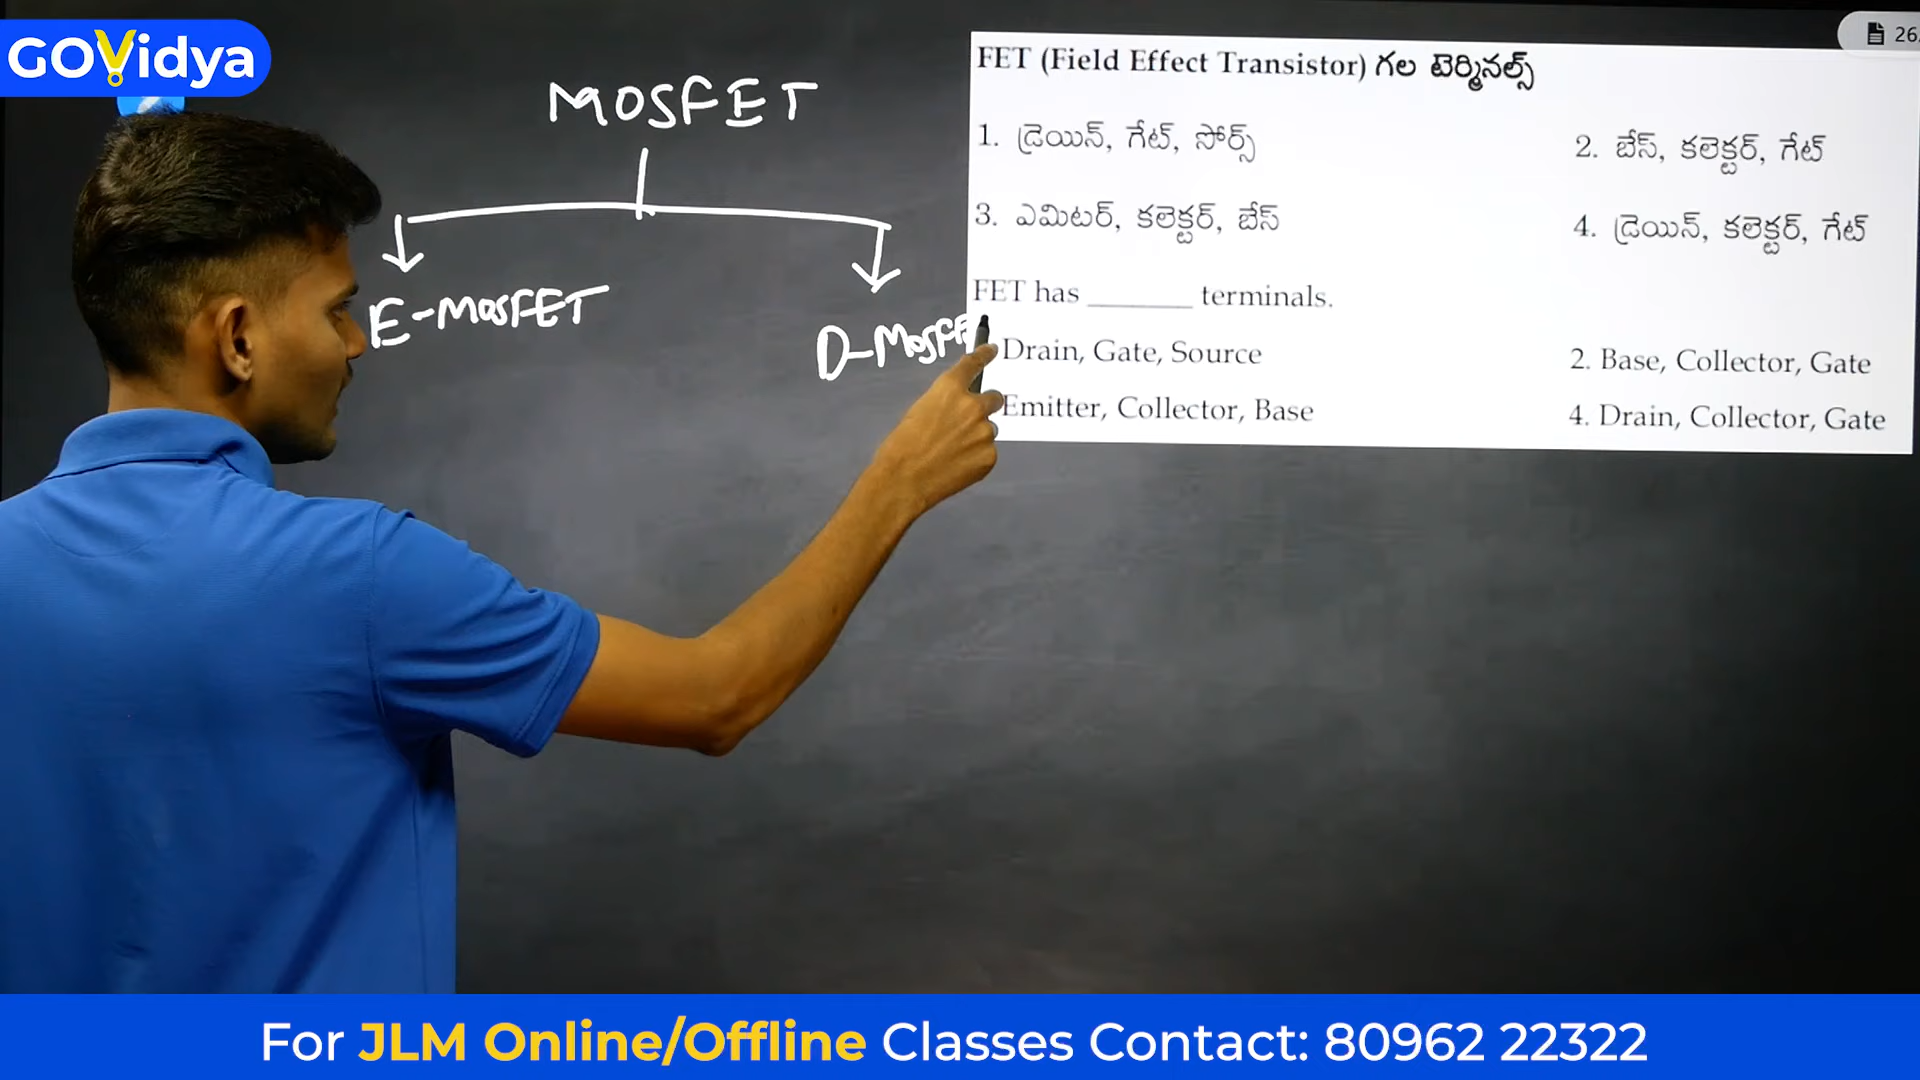 GOVidya
26
MOSFET
E-MOSFET
D-MOSFE
FET (Field Effect Transistor) గల టెర్మినల్స్
1. డ్రెయిన్, గేట్, సోర్స్
2. బేస్, కలెక్టర్, గేట్
3. ఎమిటర్, కలెక్టర్, బేస్
4. డ్రెయిన్, కలెక్టర్, గేట్
FET has ________ terminals.
Drain, Gate, Source
2. Base, Collector, Gate
Emitter, Collector, Base
4. Drain, Collector, Gate
For JLM Online/Offline Classes Contact: 80962 22322